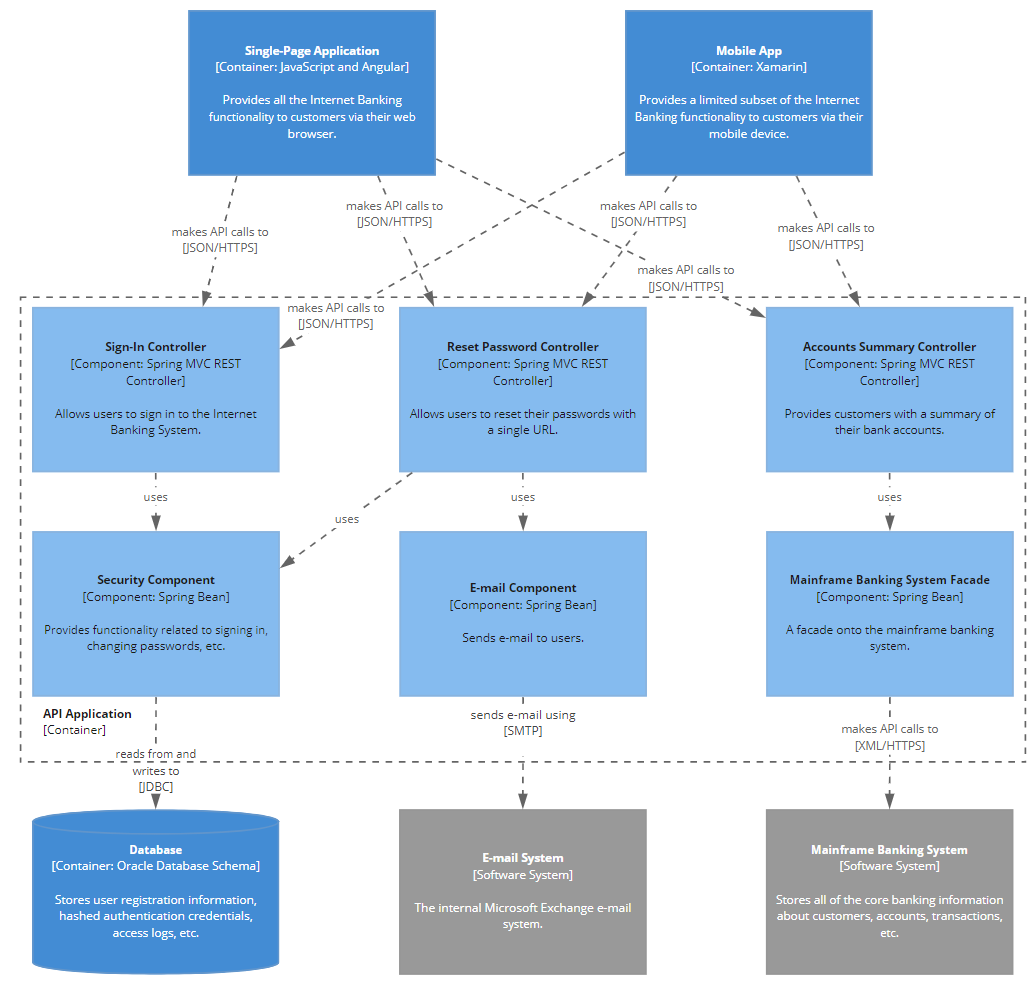 Single-Page Application
[Container: JavaScript and Angular]
Provides all the Internet Banking
functionality to customers via their web
browser.
Mobile App
[Container: Xamarin]
Provides a limited subset of the Internet
Banking functionality to customers via their
mobile device.
makes API calls to
[JSON/HTTPS]
makes API calls to
[JSON/HTTPS]
makes API calls to
[JSON/HTTPS]
makes API calls to
[JSON/HTTPS]
makes API calls to
[JSON/HTTPS]
makes API calls to
[JSON/HTTPS]
Sign-In Controller
[Component: Spring MVC REST
Controller]
Allows users to sign in to the Internet
Banking System.
Reset Password Controller
[Component: Spring MVC REST
Controller]
Allows users to reset their passwords with
a single URL.
Accounts Summary Controller
[Component: Spring MVC REST
Controller]
Provides customers with a summary of
their bank accounts.
uses
uses
uses
uses
Security Component
[Component: Spring Bean]
Provides functionality related to signing in,
changing passwords, etc.
E-mail Component
[Component: Spring Bean]
Sends e-mail to users.
Mainframe Banking System Facade
[Component: Spring Bean]
A facade onto the mainframe banking
system.
API Application
[Container]
reads from and
writes to
[JDBC]
sends e-mail using
[SMTP]
makes API calls to
[XML/HTTPS]
Database
[Container: Oracle Database Schema]
Stores user registration information,
hashed authentication credentials,
access logs, etc.
E-mail System
[Software System]
The internal Microsoft Exchange e-mail
system.
Mainframe Banking System
[Software System]
Stores all of the core banking information
about customers, accounts, transactions,
etc.